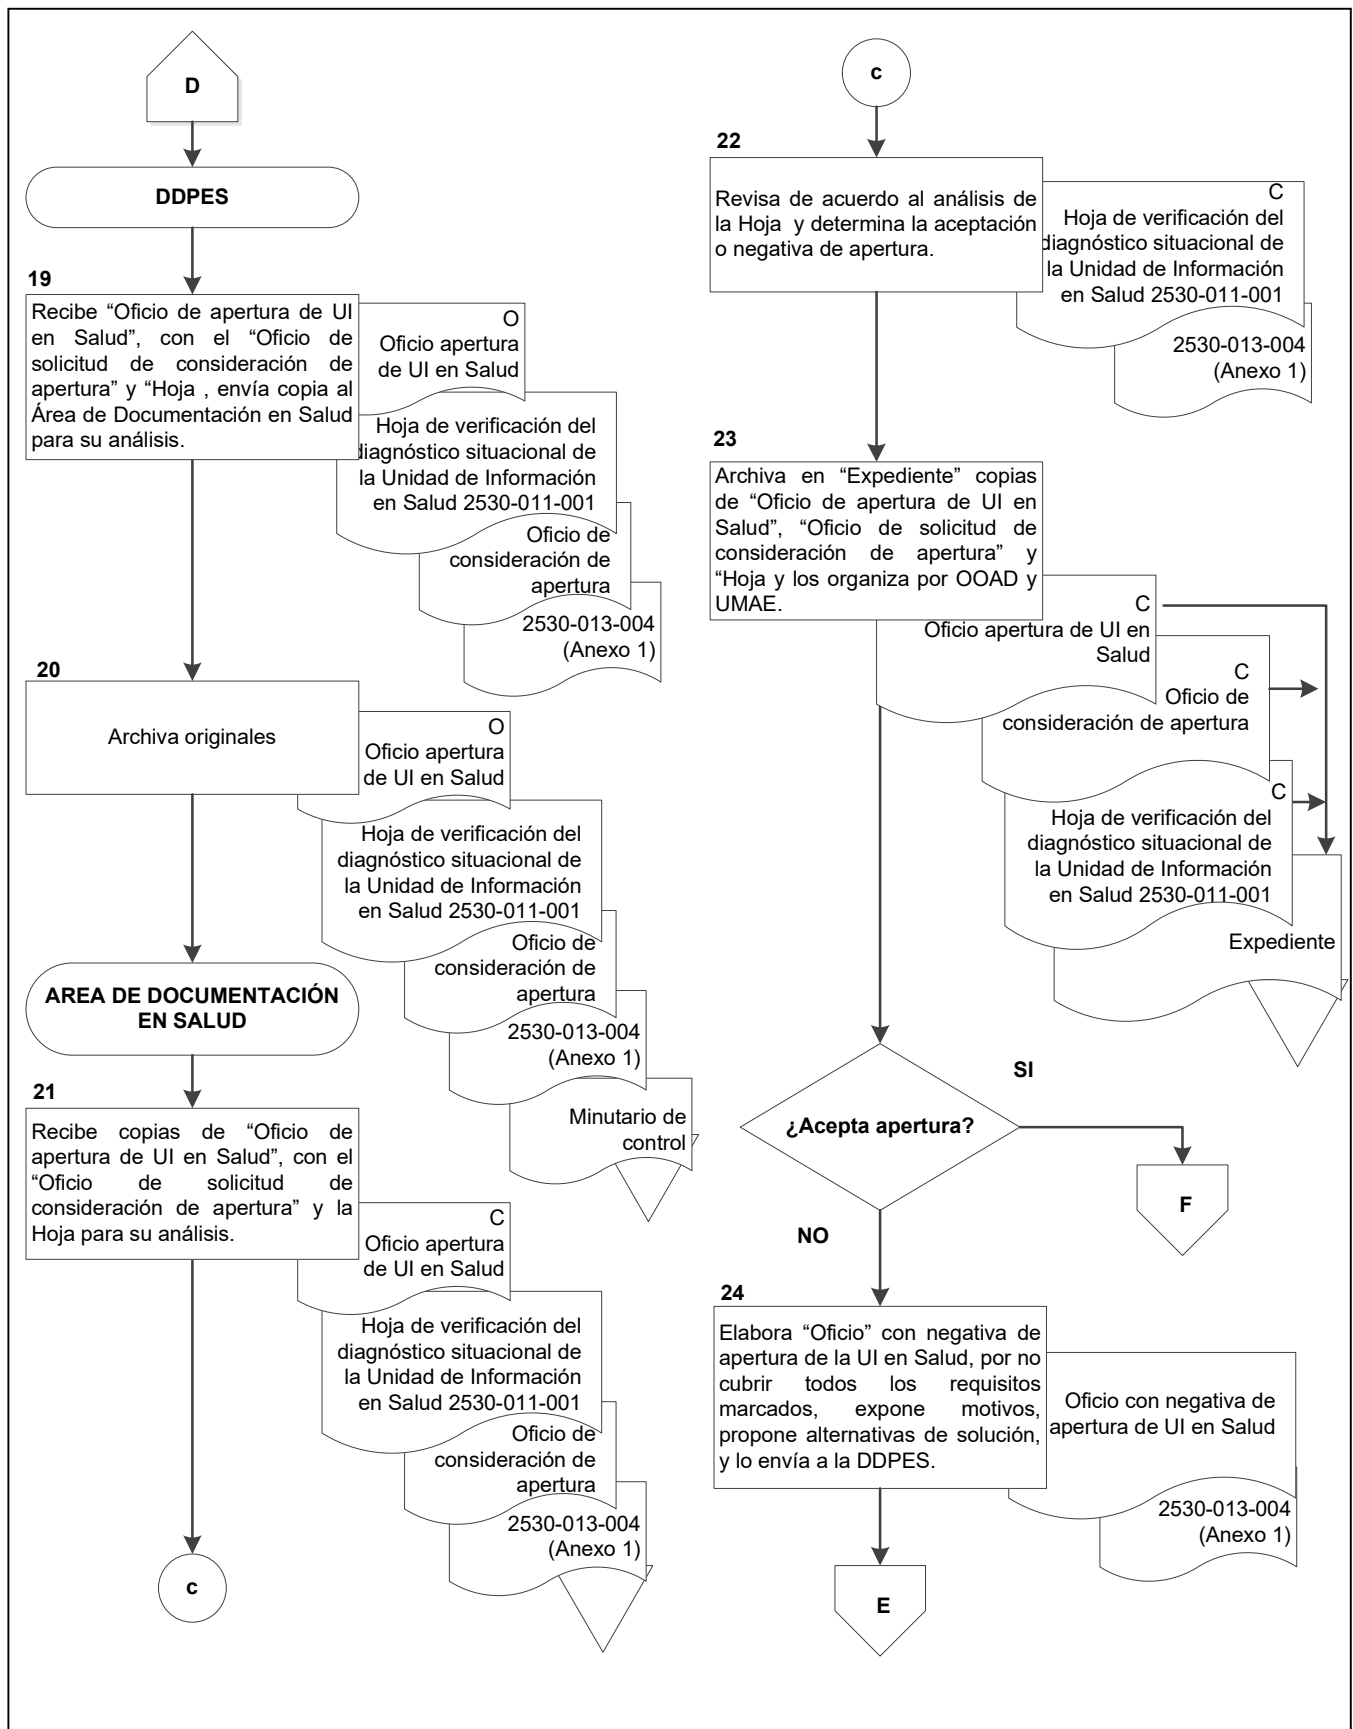 D
DDPES
19
Recibe “Oficio de apertura de UI
en Salud”, con el “Oficio de
solicitud de consideración de
apertura” y “Hoja , envía copia al
Área de Documentación en Salud
para su análisis.
O
Oficio apertura
de UI en Salud
Hoja de verificación del
diagnóstico situacional de
la Unidad de Información
en Salud 2530-011-001
Oficio de
consideración de
apertura
2530-013-004
(Anexo 1)
20
Archiva originales
O
Oficio apertura
de UI en Salud
Hoja de verificación del
diagnóstico situacional de
la Unidad de Información
en Salud 2530-011-001
Oficio de
consideración de
apertura
2530-013-004
(Anexo 1)
Minutario de
control
AREA DE DOCUMENTACIÓN
EN SALUD
21
Recibe copias de “Oficio de
apertura de UI en Salud”, con el
“Oficio de solicitud de
consideración de apertura” y la
Hoja para su análisis.
C
Oficio apertura
de UI en Salud
Hoja de verificación del
diagnóstico situacional de
la Unidad de Información
en Salud 2530-011-001
Oficio de
consideración de
apertura
2530-013-004
(Anexo 1)
c
c
22
Revisa de acuerdo al análisis de
la Hoja y determina la aceptación
o negativa de apertura.
C
Hoja de verificación del
diagnóstico situacional de
la Unidad de Información
en Salud 2530-011-001
2530-013-004
(Anexo 1)
23
Archiva en “Expediente” copias
de “Oficio de apertura de UI en
Salud”, “Oficio de solicitud de
consideración de apertura” y
“Hoja y los organiza por OOAD y
UMAE.
C
Oficio apertura de UI en
Salud
C
Oficio de
consideración de apertura
C
Hoja de verificación del
diagnóstico situacional de
la Unidad de Información
en Salud 2530-011-001
Expediente
¿Acepta apertura?
SI
F
NO
24
Elabora “Oficio” con negativa de
apertura de la UI en Salud, por no
cubrir todos los requisitos
marcados, expone motivos,
propone alternativas de solución,
y lo envía a la DDPES.
Oficio con negativa de
apertura de UI en Salud
2530-013-004
(Anexo 1)
E